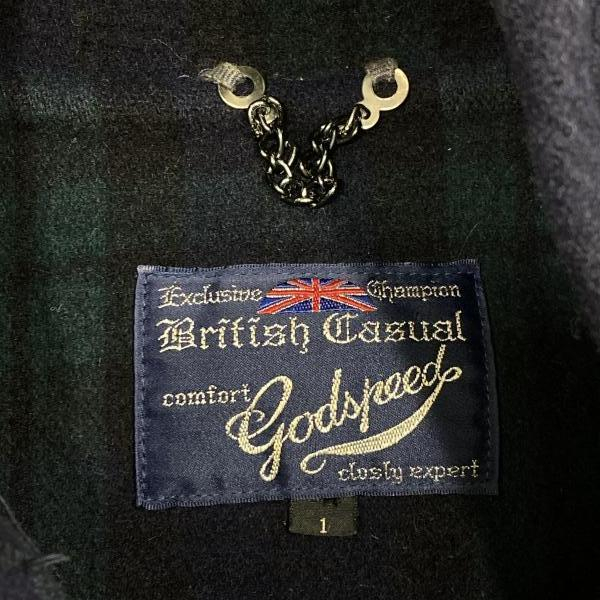 Exclusive Champion
British Casual
comfort
Godspeed
closly expert
1